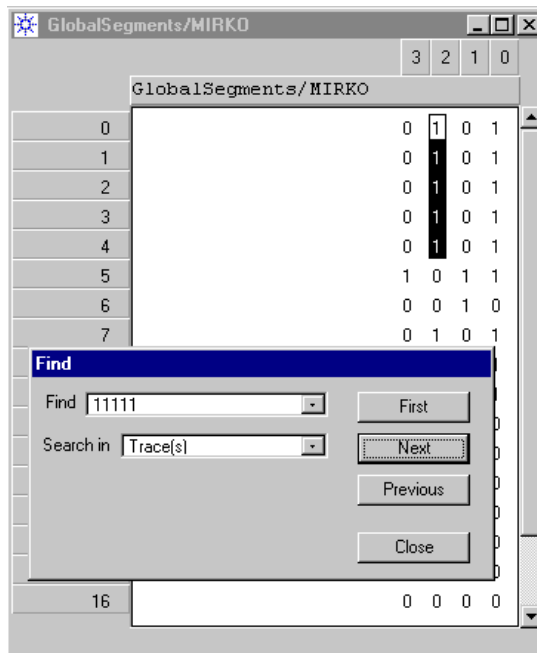 GlobalSegments/MIRKO
3 2 1 0
GlobalSegments/MIRKO
0 0 1 0 1
1 0 1 0 1
2 0 1 0 1
3 0 1 0 1
4 0 1 0 1
5 1 0 1 1
6 0 0 1 0
7 0 1 0 1
Find
Find 11111 First
Search in Trace(s) Next
Previous
Close
16 0 0 0 0